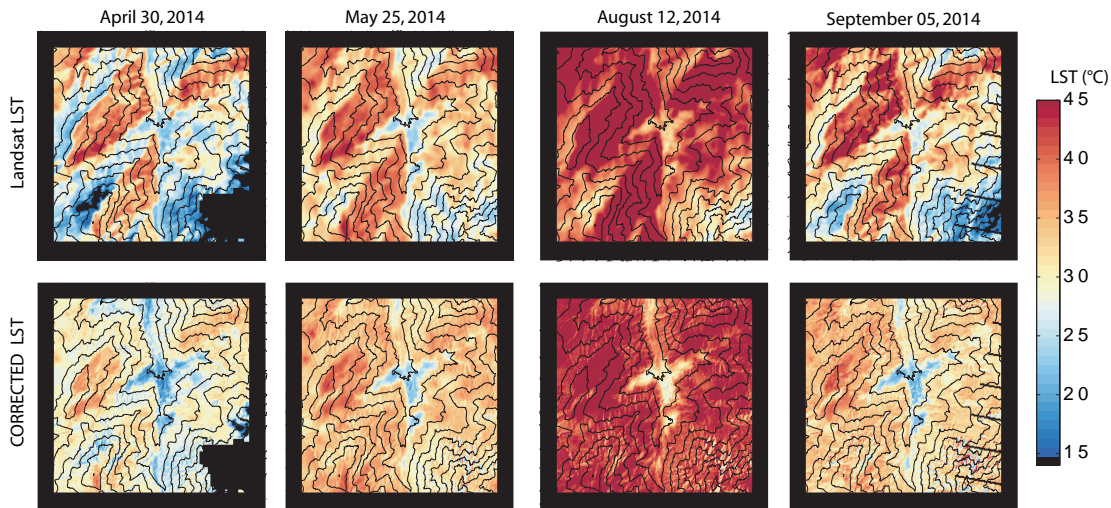 April 30, 2014
May 25, 2014
August 12, 2014
September 05, 2014
LST (°C)
Landsat LST
45
40
35
30
25
20
15
CORRECTED LST